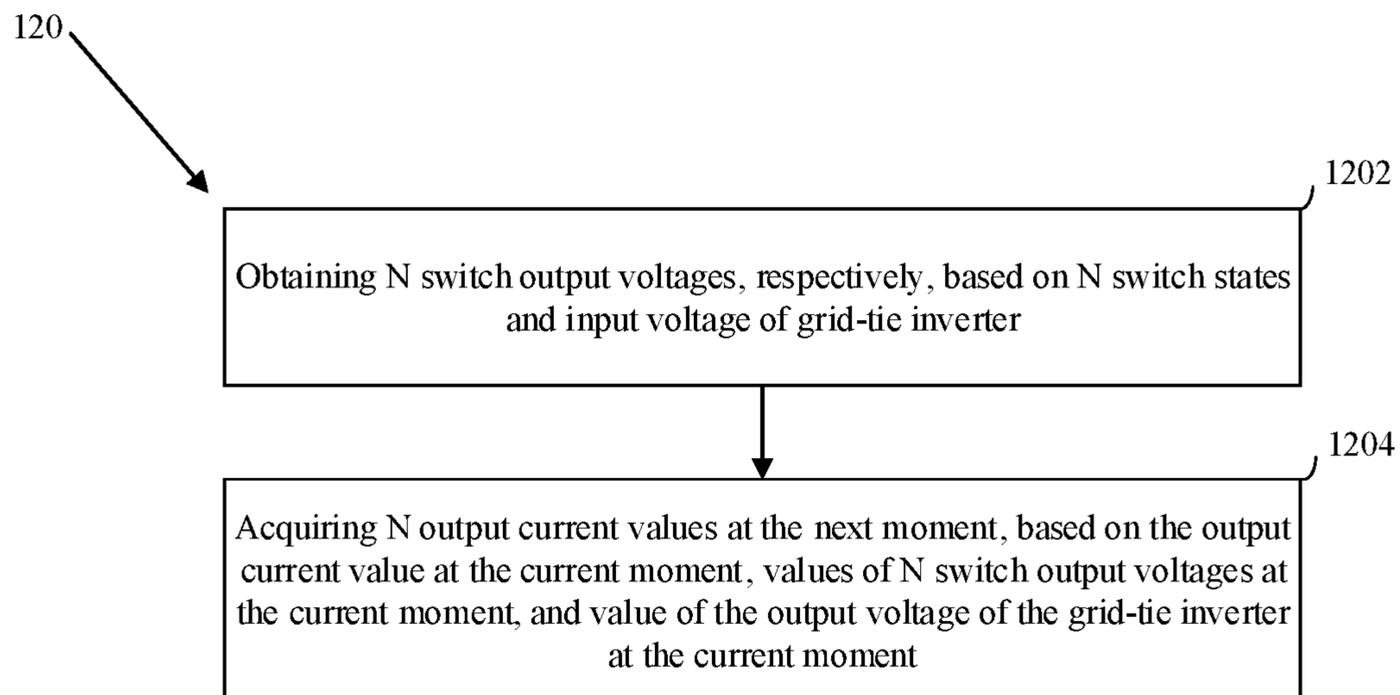 120
1202
Obtaining N switch output voltages, respectively, based on N switch states
and input voltage of grid-tie inverter
1204
Acquiring N output current values at the next moment, based on the output
current value at the current moment, values of N switch output voltages at
the current moment, and value of the output voltage of the grid-tie inverter
at the current moment